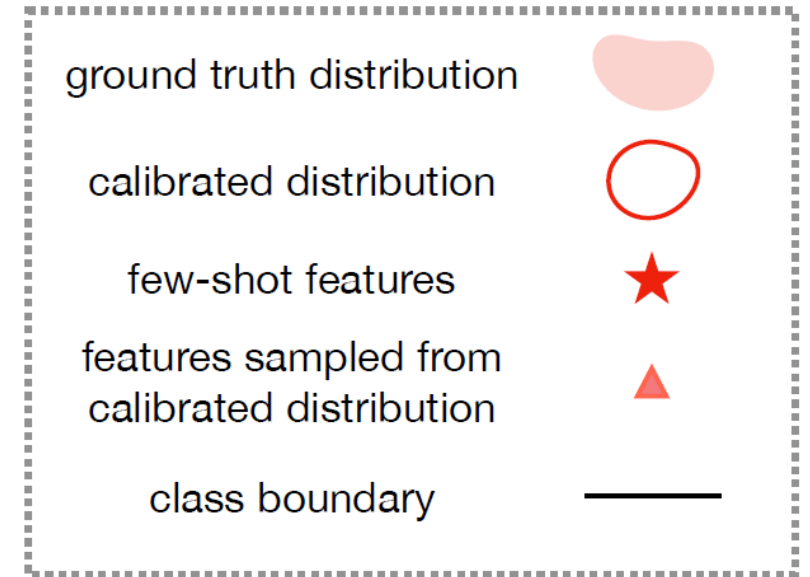 ground truth distribution
calibrated distribution
few-shot features
features sampled from
calibrated distribution
class boundary